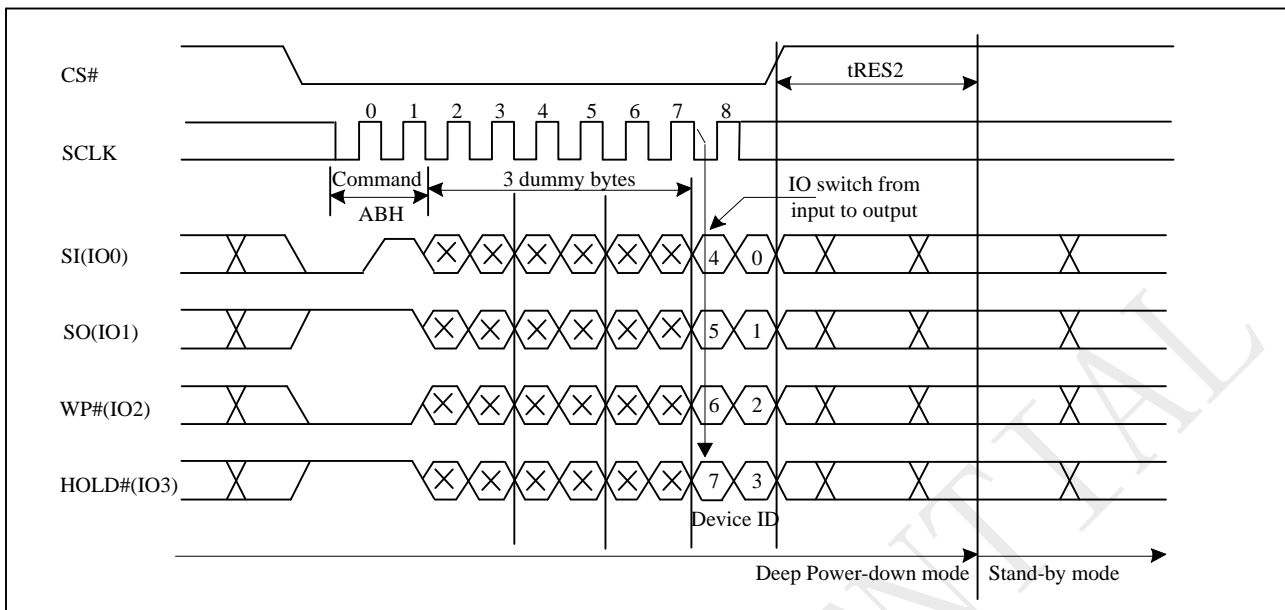 CS#
tRES2
0 1 2 3 4 5 6 7 8
SCLK
Command
ABH
3 dummy bytes
IO switch from
input to output
SI(IO0)
4 0
SO(IO1)
5 1
WP#(IO2)
6 2
HOLD#(IO3)
7 3
Device ID
Deep Power-down mode
Stand-by mode
NTIAL